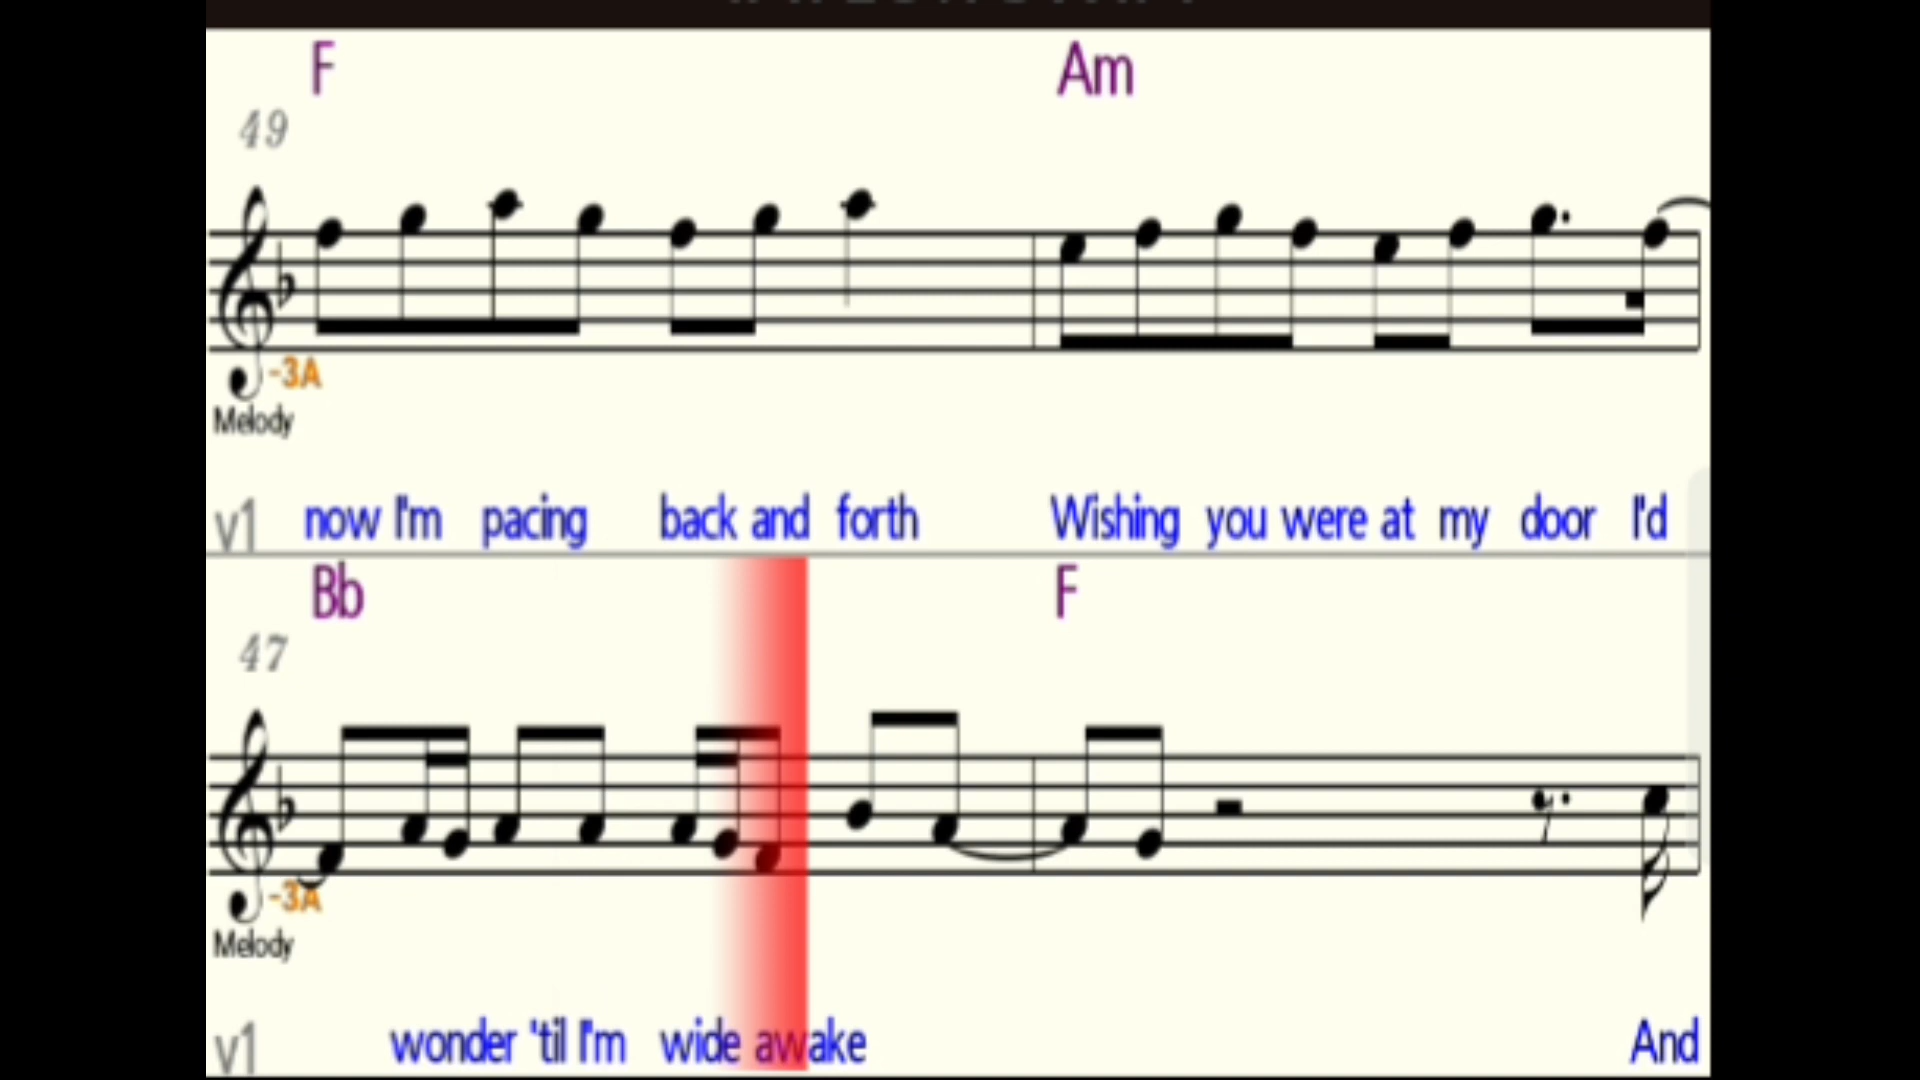 F Am
49
-3A
Melody
v1 now I'm pacing back and forth Wishing you were at my door I'd
Bb F
47
-3A
Melody
v1 wonder 'til I'm wide awake And